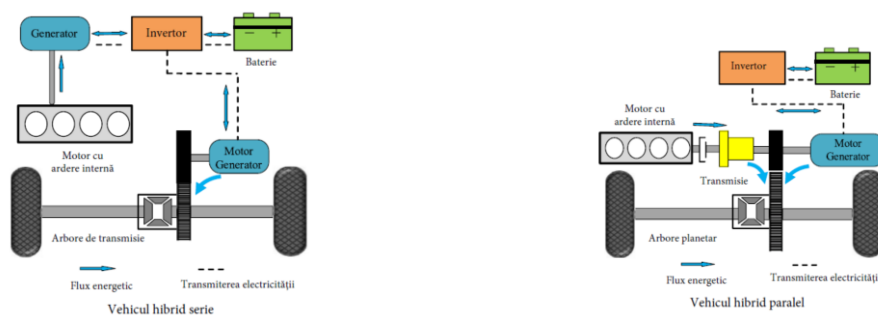 Generator
Invertor
− +
Baterie
Motor cu
ardere internă
Motor
Generator
Arbore de transmisie
Flux energetic
Transmiterea electricității
Vehicul hibrid serie
Invertor
− +
Baterie
Motor cu
ardere internă
Motor
Generator
Transmisie
Arbore planetar
Flux energetic
Transmiterea electricități
Vehicul hibrid paralel